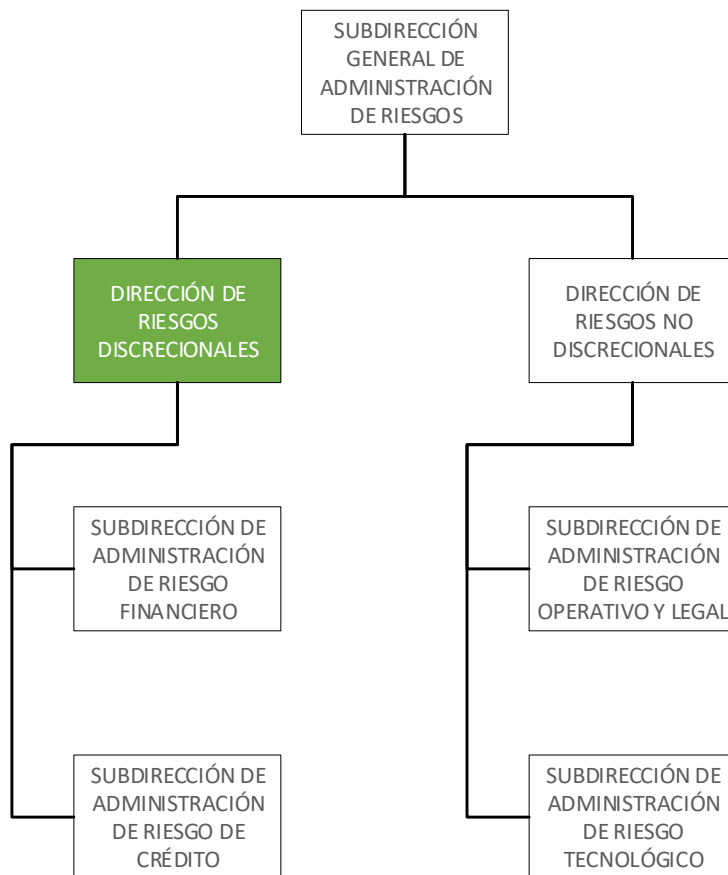 SUBDIRECCIÓN
GENERAL DE
ADMINISTRACIÓN
DE RIESGOS
DIRECCIÓN DE
RIESGOS
DISCRECIONALES
DIRECCIÓN DE
RIESGOS NO
DISCRECIONALES
SUBDIRECCIÓN DE
ADMINISTRACIÓN
DE RIESGO
FINANCIERO
SUBDIRECCIÓN DE
ADMINISTRACIÓN
DE RIESGO
OPERATIVO Y LEGAL
SUBDIRECCIÓN DE
ADMINISTRACIÓN
DE RIESGO DE
CRÉDITO
SUBDIRECCIÓN DE
ADMINISTRACIÓN
DE RIESGO
TECNOLÓGICO